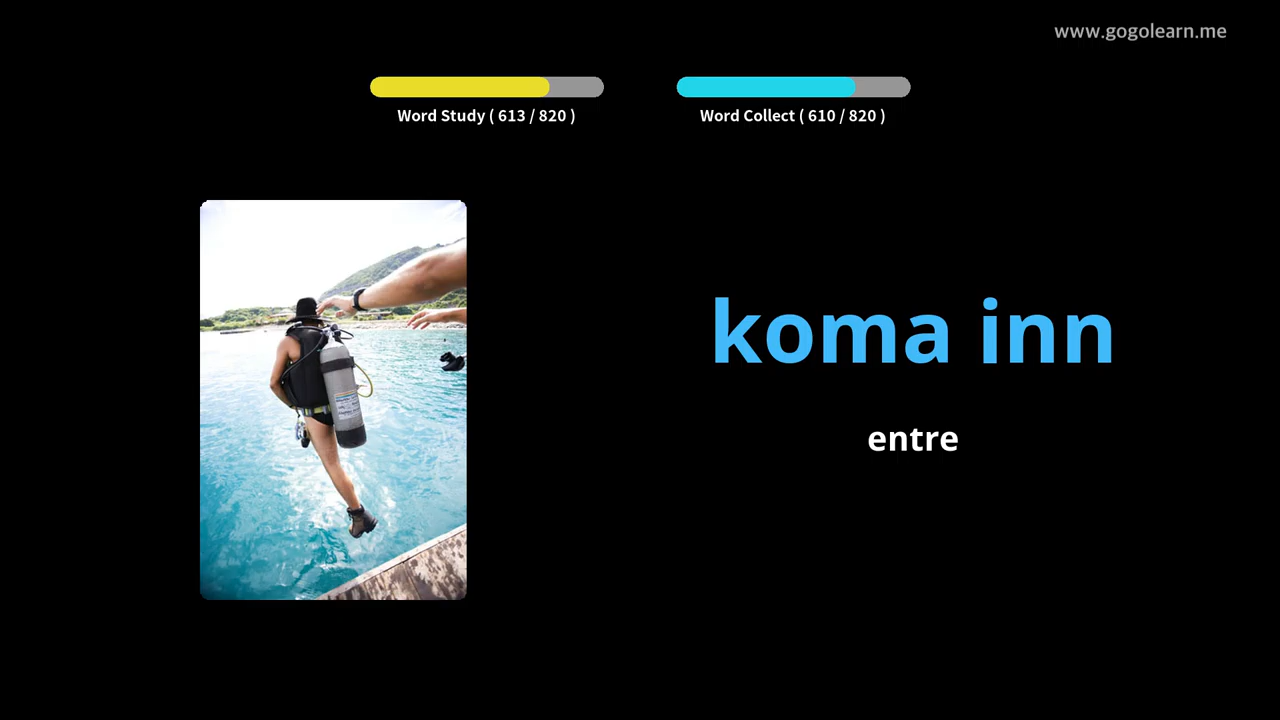 www.gogolearn.me
Word Study ( 613 / 820 )
Word Collect ( 610 / 820 )
koma inn
entre